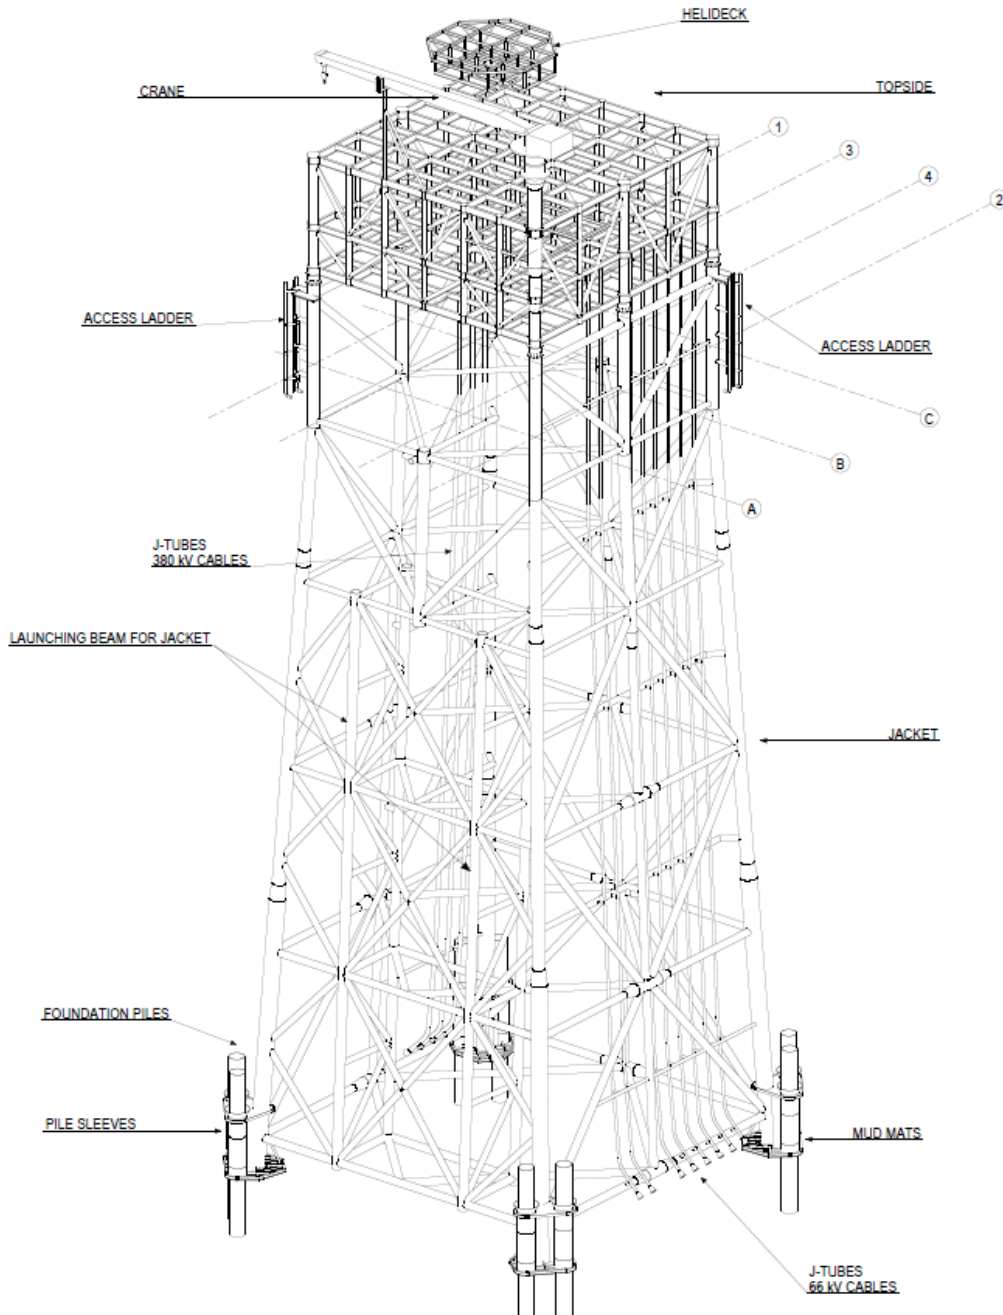 HELIDECK
CRANE
TOPSIDE
1
3
4
2
ACCESS LADDER
ACCESS LADDER
C
B
A
J-TUBES
380 kV CABLES
LAUNCHING BEAM FOR JACKET
JACKET
FOUNDATION PILES
PILE SLEEVES
MUD MATS
J-TUBES
66 kV CABLES